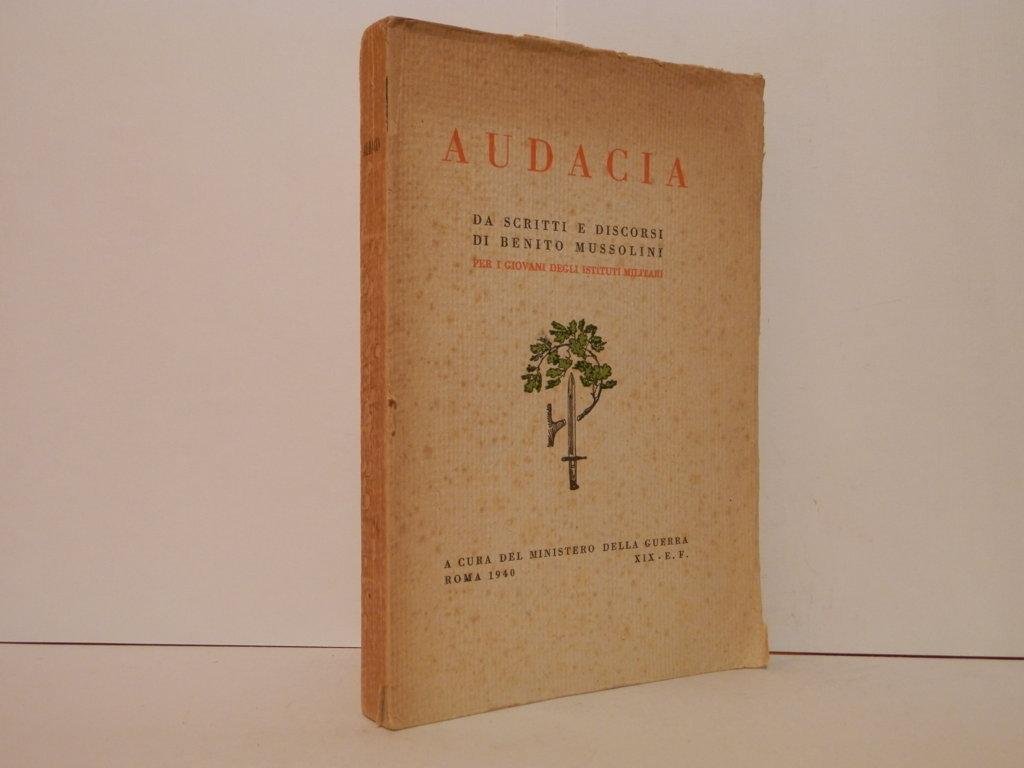 AUDACIA
DA SCRITTI E DISCORSI
DI BENITO MUSSOLINI
PER I GIOVANI DEGLI ISTITUTI MILITARI
A CURA DEL MINISTERO DELLA GUERRA
ROMA 1940 XIX - E. F.